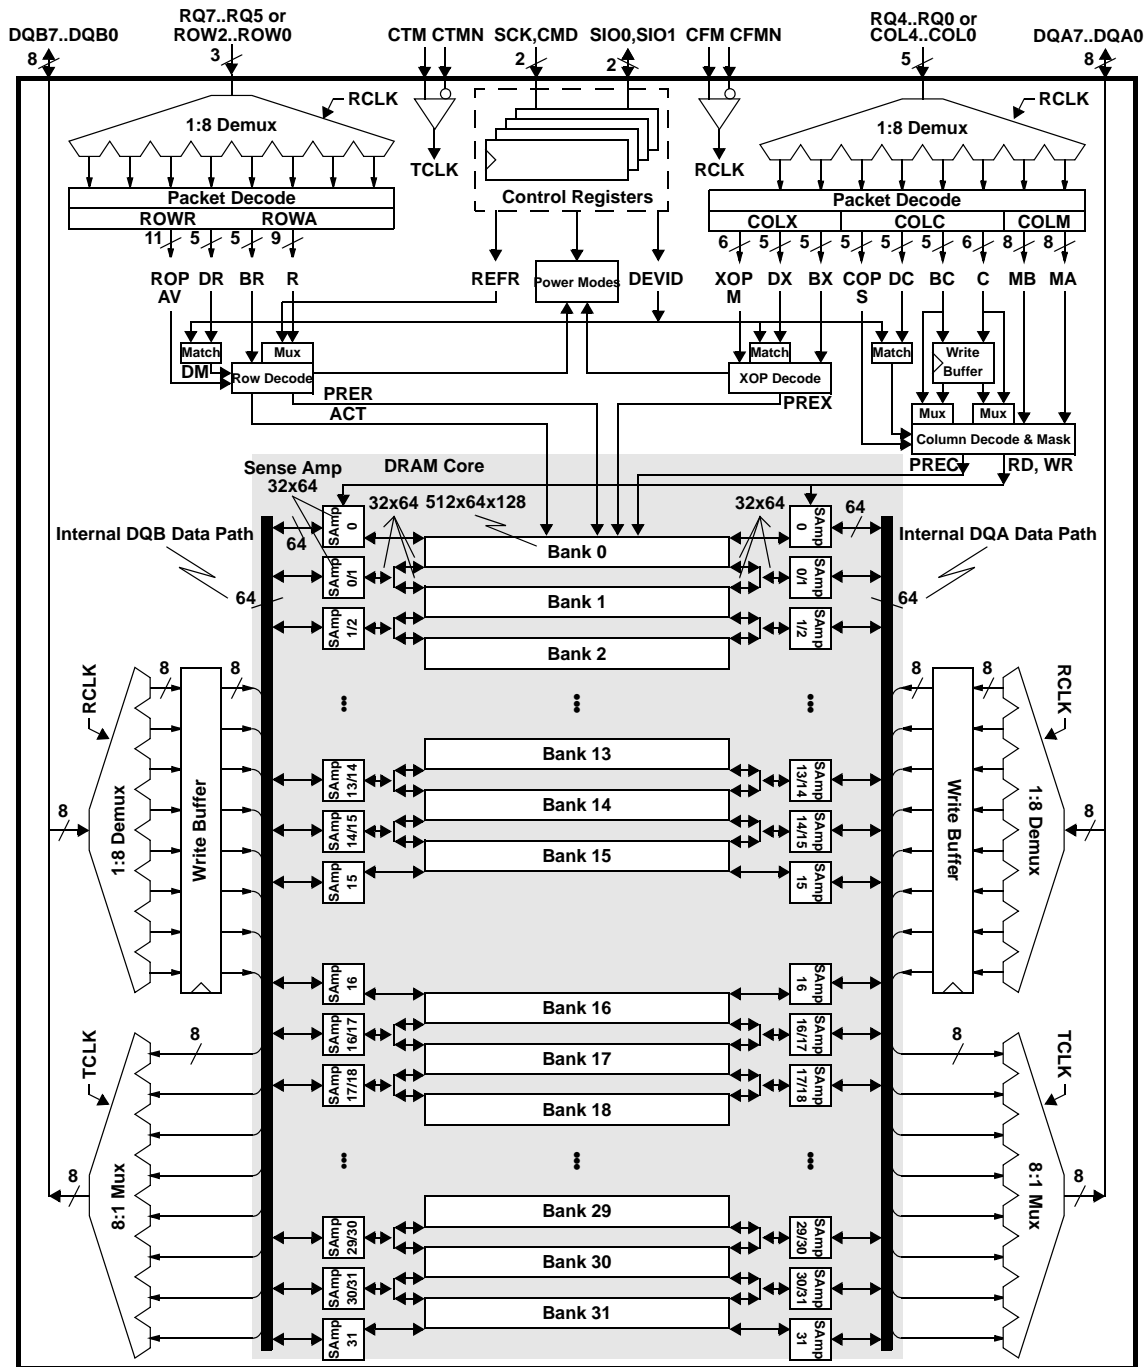 RQ7..RQ5 or
RQ4..RQ0 or
DQB7..DQB0 ROW2..ROW0 CTM CTMN SCK,CMD SIO0,SIO1 CFM CFMN COL4..COL0 DQA7..DQA0
8 3 2 2 5 8
RCLK RCLK
1:8 Demux 1:8 Demux
TCLK RCLK
Control Registers
Packet Decode Packet Decode
ROWR ROWA COLX COLC COLM
11 5 5 9 6 5 5 5 5 5 6 8 8
ROP DR BR R REFR Power Modes DEVID XOP DX BX COP DC BC C MB MA
AV M S
Match Mux Match Match Write
Buffer
DM Row Decode XOP Decode Mux Mux
PRER PREX Column Decode & Mask
ACT PREC RD, WR
Sense Amp DRAM Core
32x64 32x64 512x64x128 32x64
SAmp 0 SAmp 0
64 64
Internal DQB Data Path Bank 0 Internal DQA Data Path
SAmp 0/1 SAmp 0/1
64 Bank 1 64
SAmp 1/2 SAmp 1/2
Bank 2
8 8 8 8
RCLK RCLK
Bank 13
SAmp 13/14 SAmp 13/14
Bank 14
8 1:8 Demux Write Buffer SAmp 14/15 SAmp 14/15 Write Buffer 1:8 Demux 8
Bank 15
SAmp 15 SAmp 15
SAmp 16 SAmp 16
Bank 16
SAmp 16/17 SAmp 16/17
8 8
TCLK Bank 17 TCLK
SAmp 17/18 SAmp 17/18
Bank 18
8 8:1 Mux 8:1 Mux 8
Bank 29
SAmp 29/30 SAmp 29/30
Bank 30
SAmp 30/31 SAmp 30/31
Bank 31
SAmp 31 SAmp 31